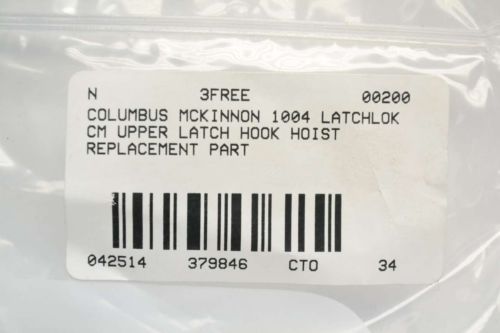 N 3FREE 00200
COLUMBUS MCKINNON 1004 LATCHLOK
CM UPPER LATCH HOOK HOIST
REPLACEMENT PART
042514 379846 CTO 34